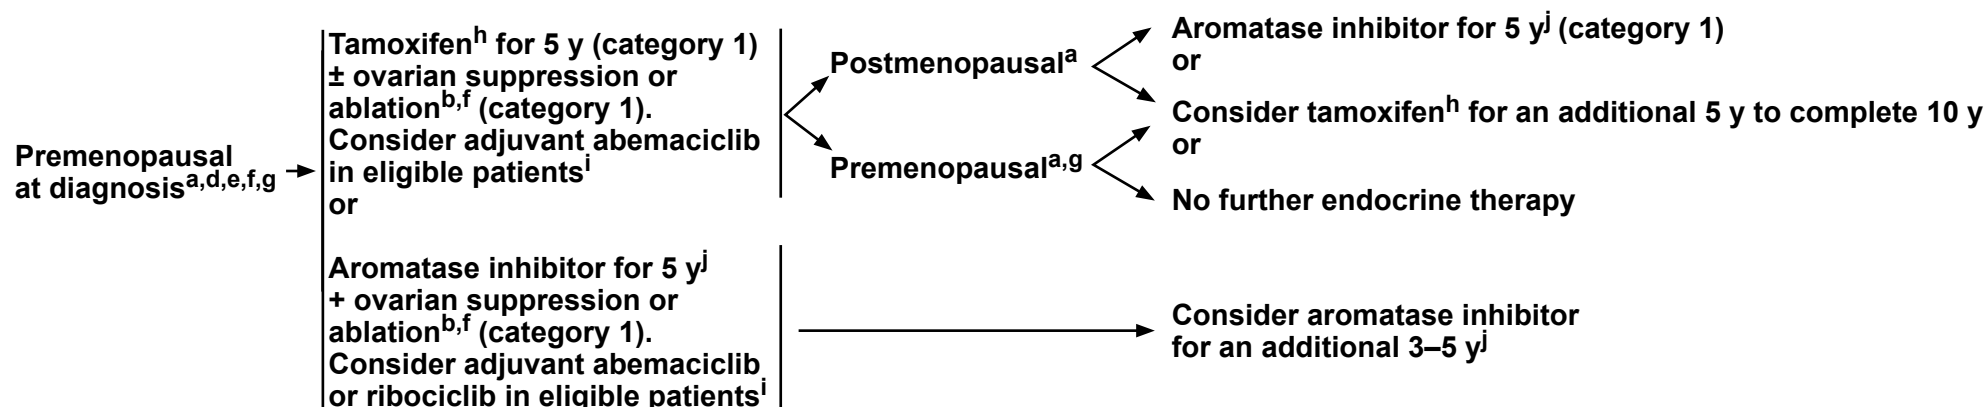 Premenopausal
at diagnosisa,d,e,f,g
Tamoxifenh for 5 y (category 1)
± ovarian suppression or
ablationb,f (category 1).
Consider adjuvant abemaciclib
in eligible patientsi
or
Aromatase inhibitor for 5 yj
+ ovarian suppression or
ablationb,f (category 1).
Consider adjuvant abemaciclib
or ribociclib in eligible patientsi
Postmenopausala
Premenopausala,g
Aromatase inhibitor for 5 yj (category 1)
or
Consider tamoxifenh for an additional 5 y to complete 10 y
or
No further endocrine therapy
Consider aromatase inhibitor
for an additional 3–5 yj